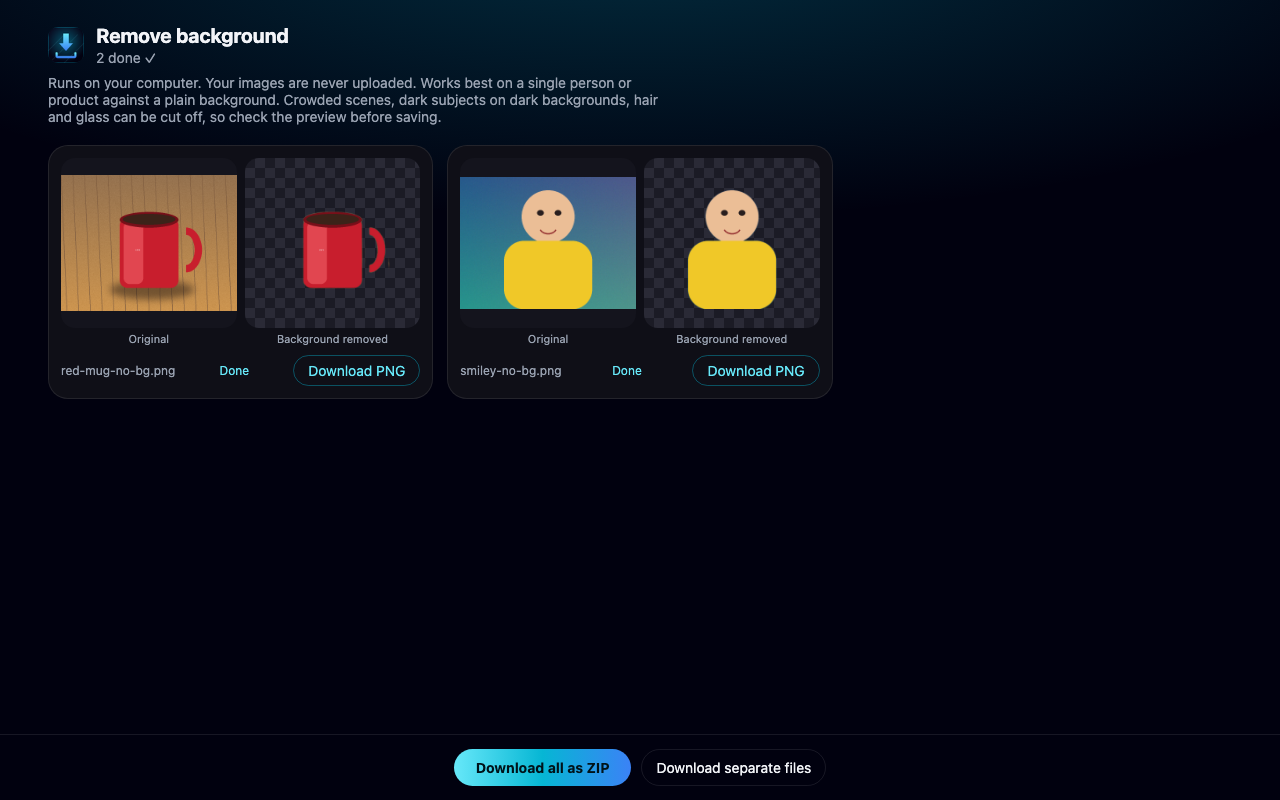 Remove background
2 done ✓
Runs on your computer. Your images are never uploaded. Works best on a single person or
product against a plain background. Crowded scenes, dark subjects on dark backgrounds, hair
and glass can be cut off, so check the preview before saving.
Original
Background removed
red-mug-no-bg.png
Done
Download PNG
Original
Background removed
smiley-no-bg.png
Done
Download PNG
Download all as ZIP
Download separate files